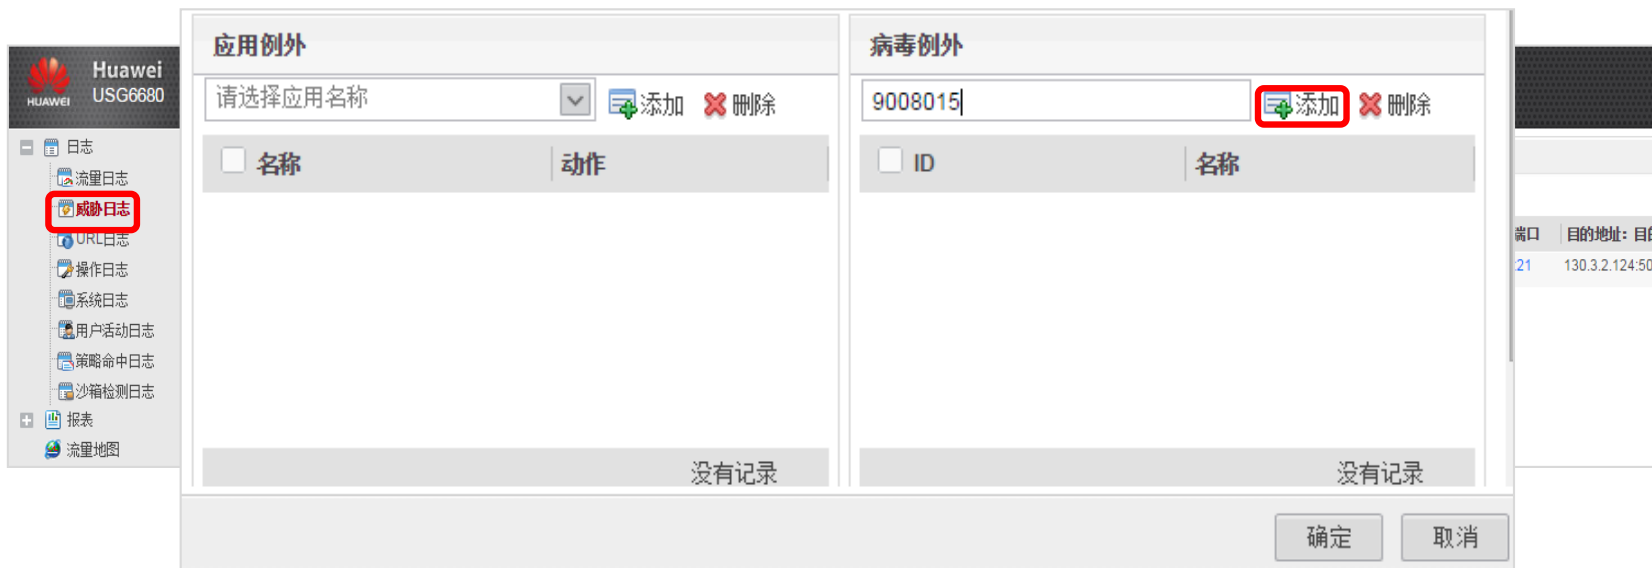 HUAWEI
Huawei
USG6680
日志
流量日志
威胁日志
URL日志
操作日志
系统日志
用户活动日志
策略命中日志
沙箱检测日志
报表
流量地图
应用例外
请选择应用名称
添加 删除
名称 动作
没有记录
病毒例外
9008015
添加 删除
ID 名称
没有记录
确定 取消
端口 目的地址: 目的
:21 130.3.2.124:50